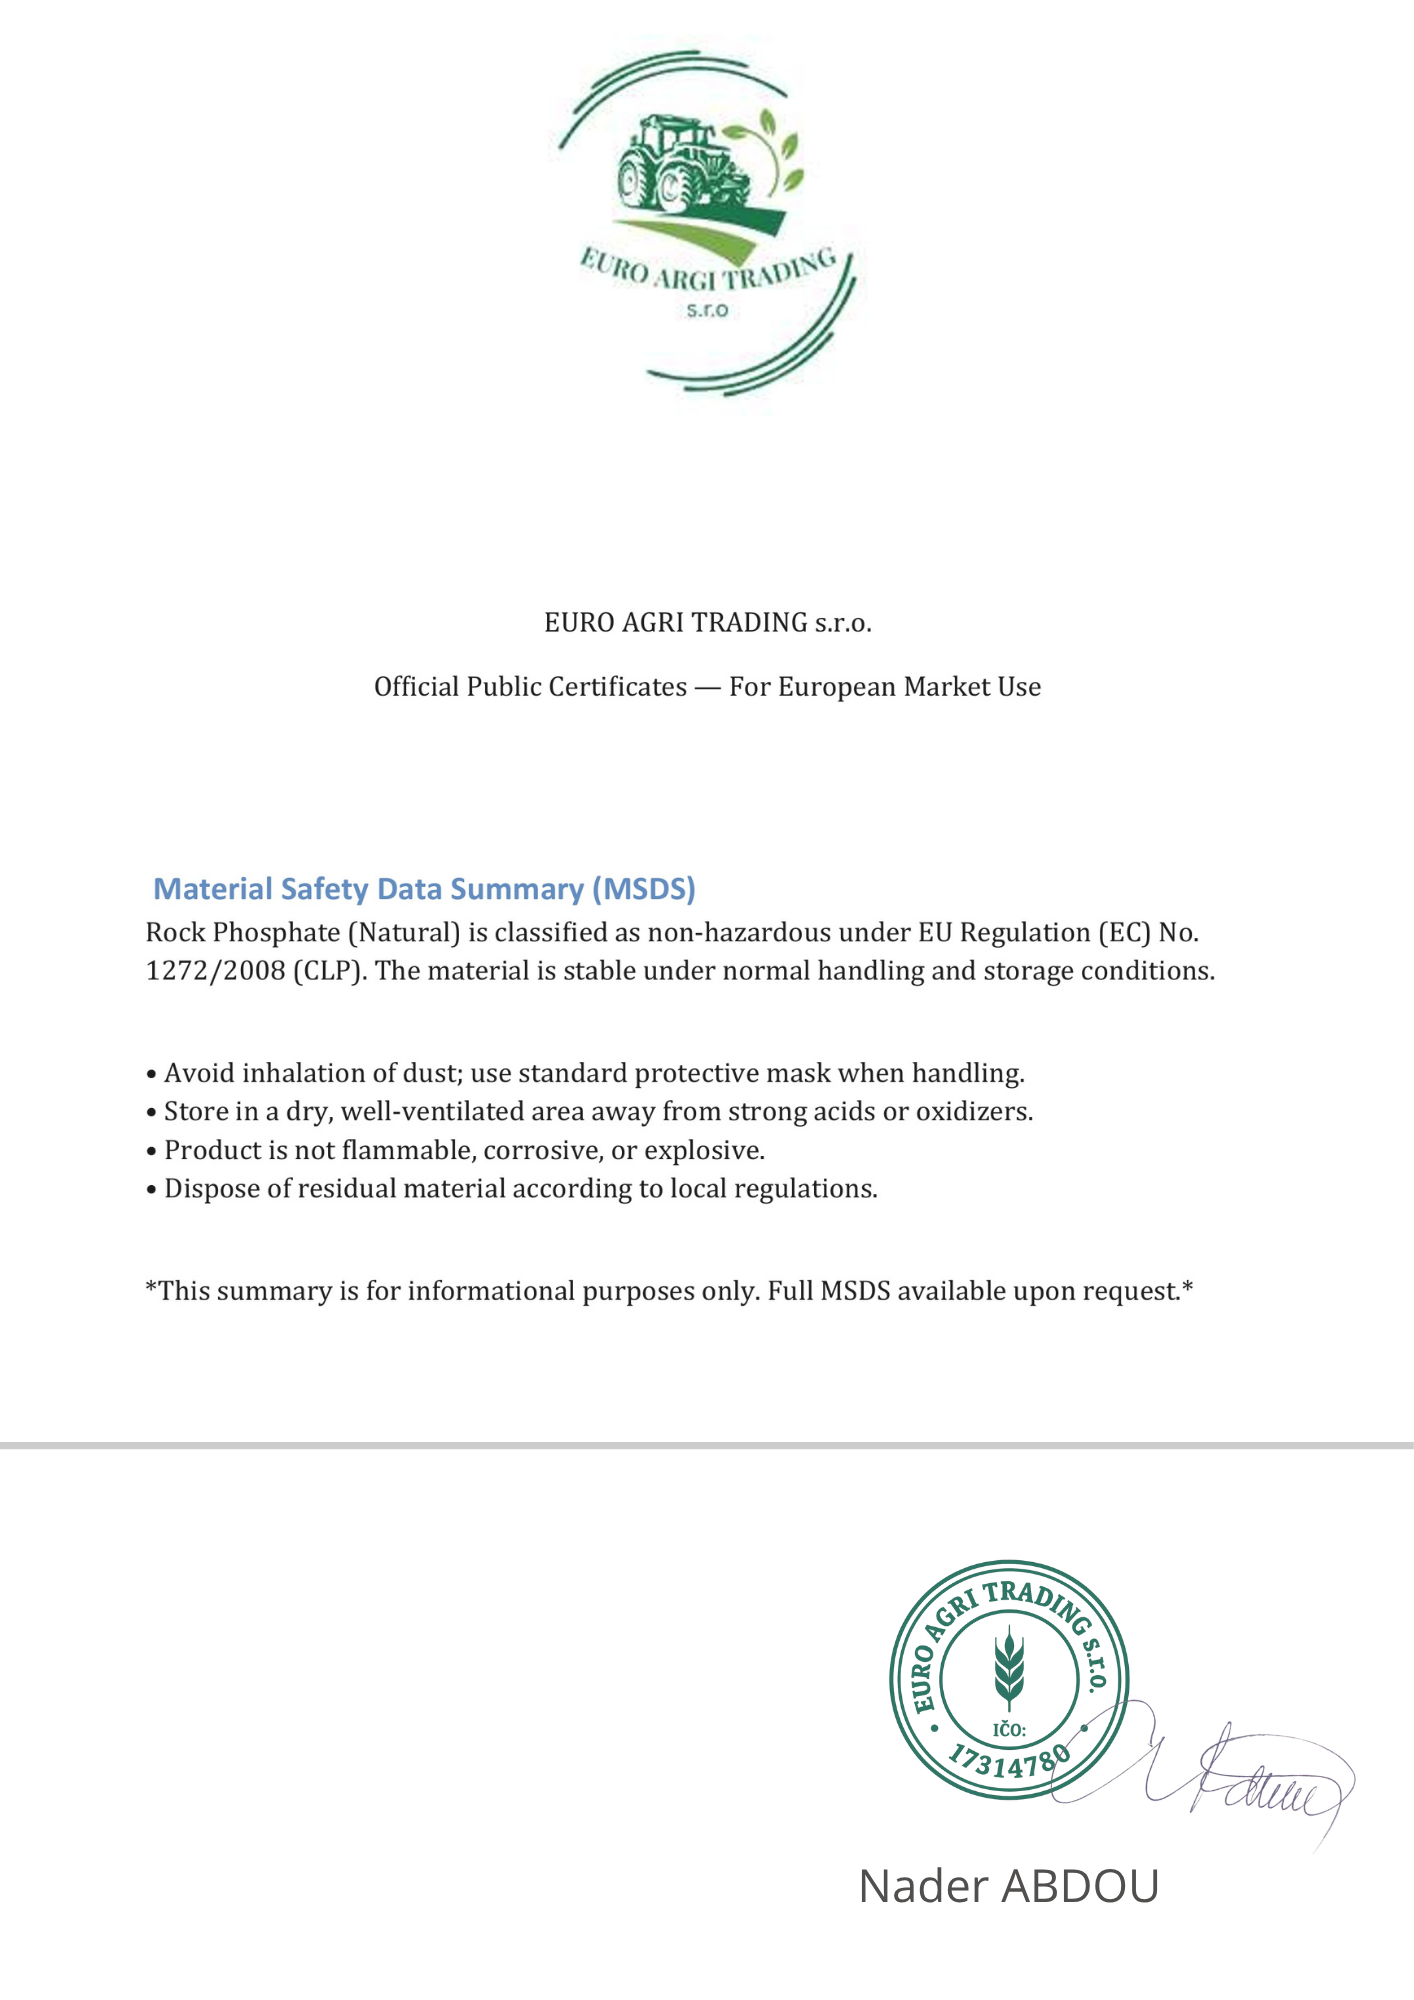 EURO ARGI TRADING
s.r.o
EURO AGRI TRADING s.r.o.
Official Public Certificates — For European Market Use
Material Safety Data Summary (MSDS)
Rock Phosphate (Natural) is classified as non-hazardous under EU Regulation (EC) No.
1272/2008 (CLP). The material is stable under normal handling and storage conditions.
• Avoid inhalation of dust; use standard protective mask when handling.
• Store in a dry, well-ventilated area away from strong acids or oxidizers.
• Product is not flammable, corrosive, or explosive.
• Dispose of residual material according to local regulations.
*This summary is for informational purposes only. Full MSDS available upon request.*
EURO AGRI TRADING s.r.o.
IČO:
17314780
Nader ABDOU